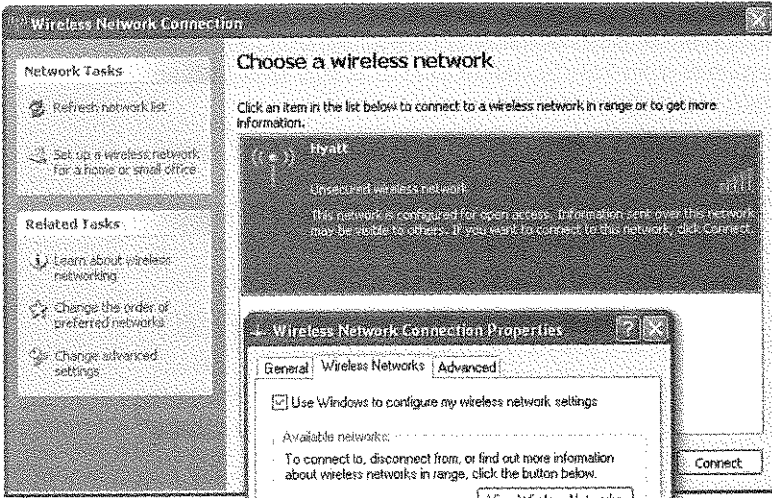 Wireless Network Connection
Network Tasks
Refresh network list
Set up a wireless network
for a home or small office
Related Tasks
Learn about wireless
networking
Change the order of
preferred networks
Change advanced
settings
Choose a wireless network
Click an item in the list below to connect to a wireless network in range or to get more
information.
Hyatt
Unsecured wireless network
This network is configured for open access. Information sent over this network
may be visible to others. If you want to connect to this network, click Connect.
Wireless Network Connection Properties
General Wireless Networks Advanced
Use Windows to configure my wireless network settings
Available networks:
To connect to, disconnect from, or find out more information
about wireless networks in range, click the button below.
Connect